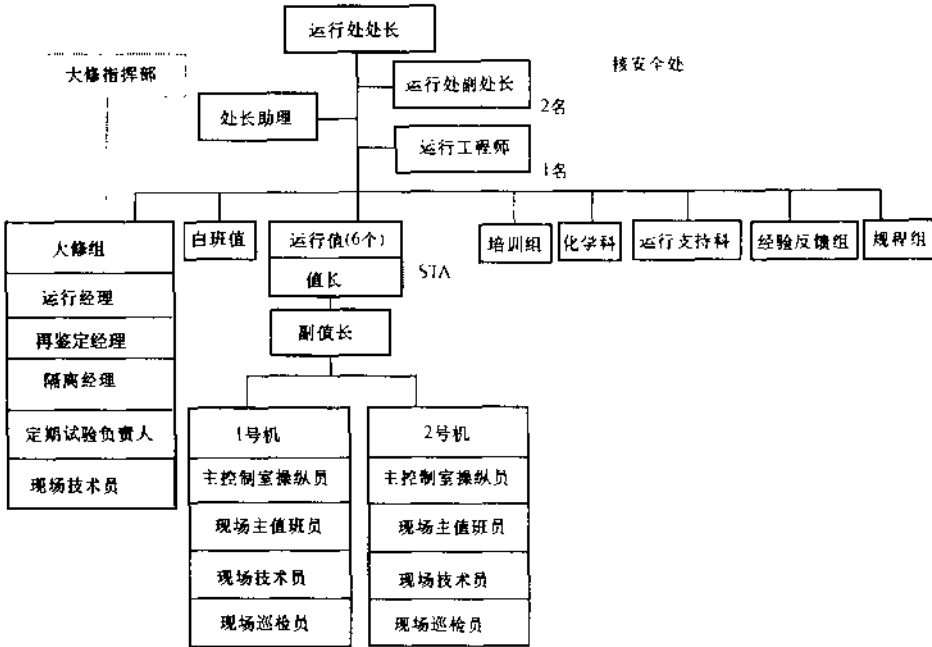 运行处处长
大修指挥部
核安全处
运行处副处长
2名
处长助理
运行工程师
1名
大修组
白班值
运行值(6个)
培训组
化学科
运行支持科
经验反馈组
规程组
值长
STA
运行经理
副值长
再鉴定经理
隔离经理
定期试验负责人
1号机
2号机
现场技术员
主控制室操纵员
主控制室操纵员
现场主值班员
现场主值班员
现场技术员
现场技术员
现场巡检员
现场巡检员